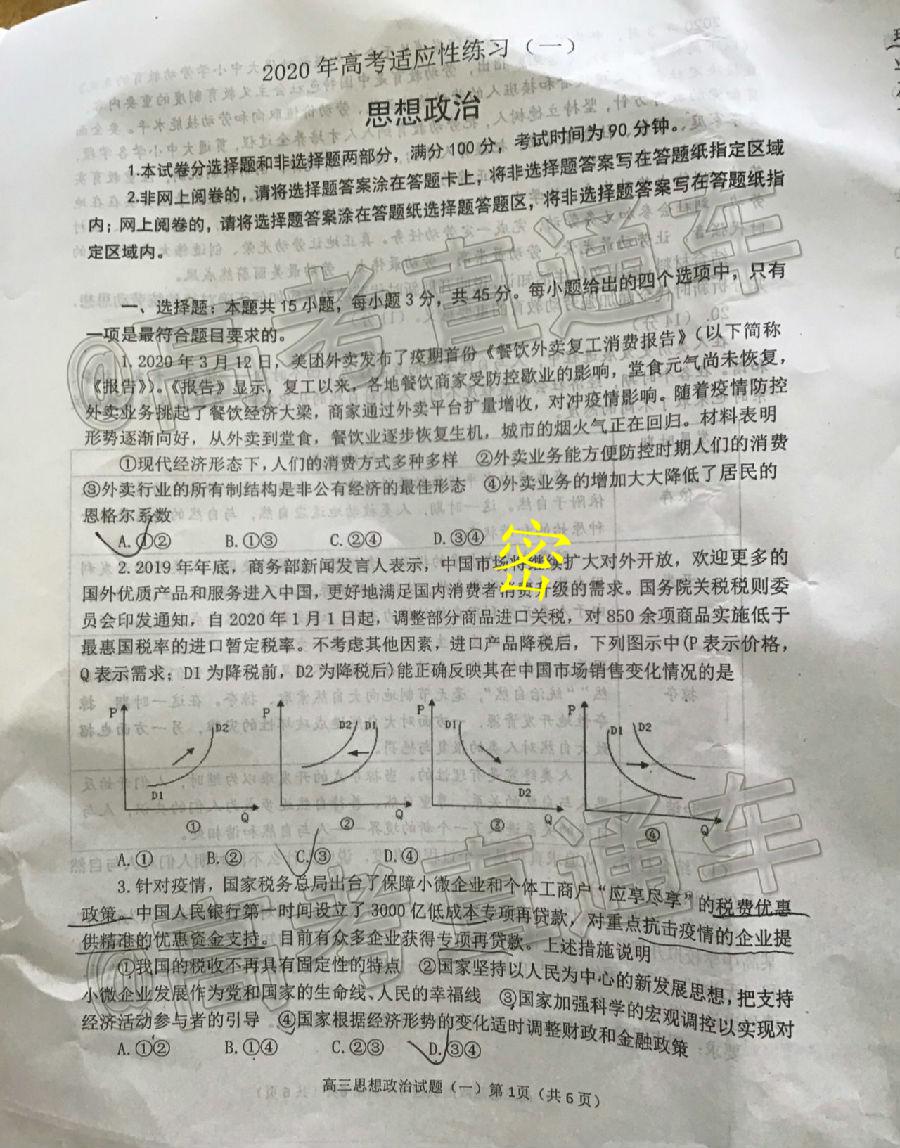 2020年高考适应性练习（一）
思想政治
1.本试卷分选择题和非选择题两部分，满分100分，考试时间为90分钟。
2.非网上阅卷的，请将选择题答案涂在答题卡上，将非选择题答案写在答题纸指定区域
内；网上阅卷的，请将选择题答案涂在答题纸选择题答题区，将非选择题答案写在答题纸指
定区域内。
一、选择题：本题共15小题，每小题3分，共45分。每小题给出的四个选项中，只有
一项是最符合题目要求的。
1.2020年3月12日，美团外卖发布了疫期首份《餐饮外卖复工消费报告》（以下简称
《报告》）。《报告》显示，复工以来，各地餐饮商家受防控歇业的影响，堂食元气尚未恢复，
外卖业务挑起了餐饮经济大梁，商家通过外卖平台扩量增收，对冲疫情影响。随着疫情防控
形势逐渐向好，从外卖到堂食，餐饮业逐步恢复生机，城市的烟火气正在回归。材料表明
①现代经济形态下，人们的消费方式多种多样 ②外卖业务能方便防控时期人们的消费
③外卖行业的所有制结构是非公有经济的最佳形态 ④外卖业务的增加大大降低了居民的
恩格尔系数
A.①② B.①③ C.②④ D.③④
密
2.2019年年底，商务部新闻发言人表示，中国市场将继续扩大对外开放，欢迎更多的
国外优质产品和服务进入中国，更好地满足国内消费者消费升级的需求。国务院关税税则委
员会印发通知，自2020年1月1日起，调整部分商品进口关税，对850余项商品实施低于
最惠国税率的进口暂定税率。不考虑其他因素，进口产品降税后，下列图示中(P表示价格，
Q表示需求；D1为降税前，D2为降税后)能正确反映其在中国市场销售变化情况的是
P D2 D1 Q ①
P D2 D1 Q ②
P D1 D2 Q ③
P D1 D2 Q ④
A.① B.② C.③ D.④
3.针对疫情，国家税务总局出台了保障小微企业和个体工商户“应享尽享”的税费优惠
政策。中国人民银行第一时间设立了3000亿低成本专项再贷款，对重点抗击疫情的企业提
供精准的优惠资金支持。目前有众多企业获得专项再贷款。上述措施说明
①我国的税收不再具有固定性的特点 ②国家坚持以人民为中心的新发展思想，把支持
小微企业发展作为党和国家的生命线、人民的幸福线 ③国家加强科学的宏观调控以实现对
经济活动参与者的引导 ④国家根据经济形势的变化适时调整财政和金融政策
A.①② B.①④ C.②③ D.③④
高三思想政治试题（一）第1页（共6页）
@高考直通车
@高考直通车